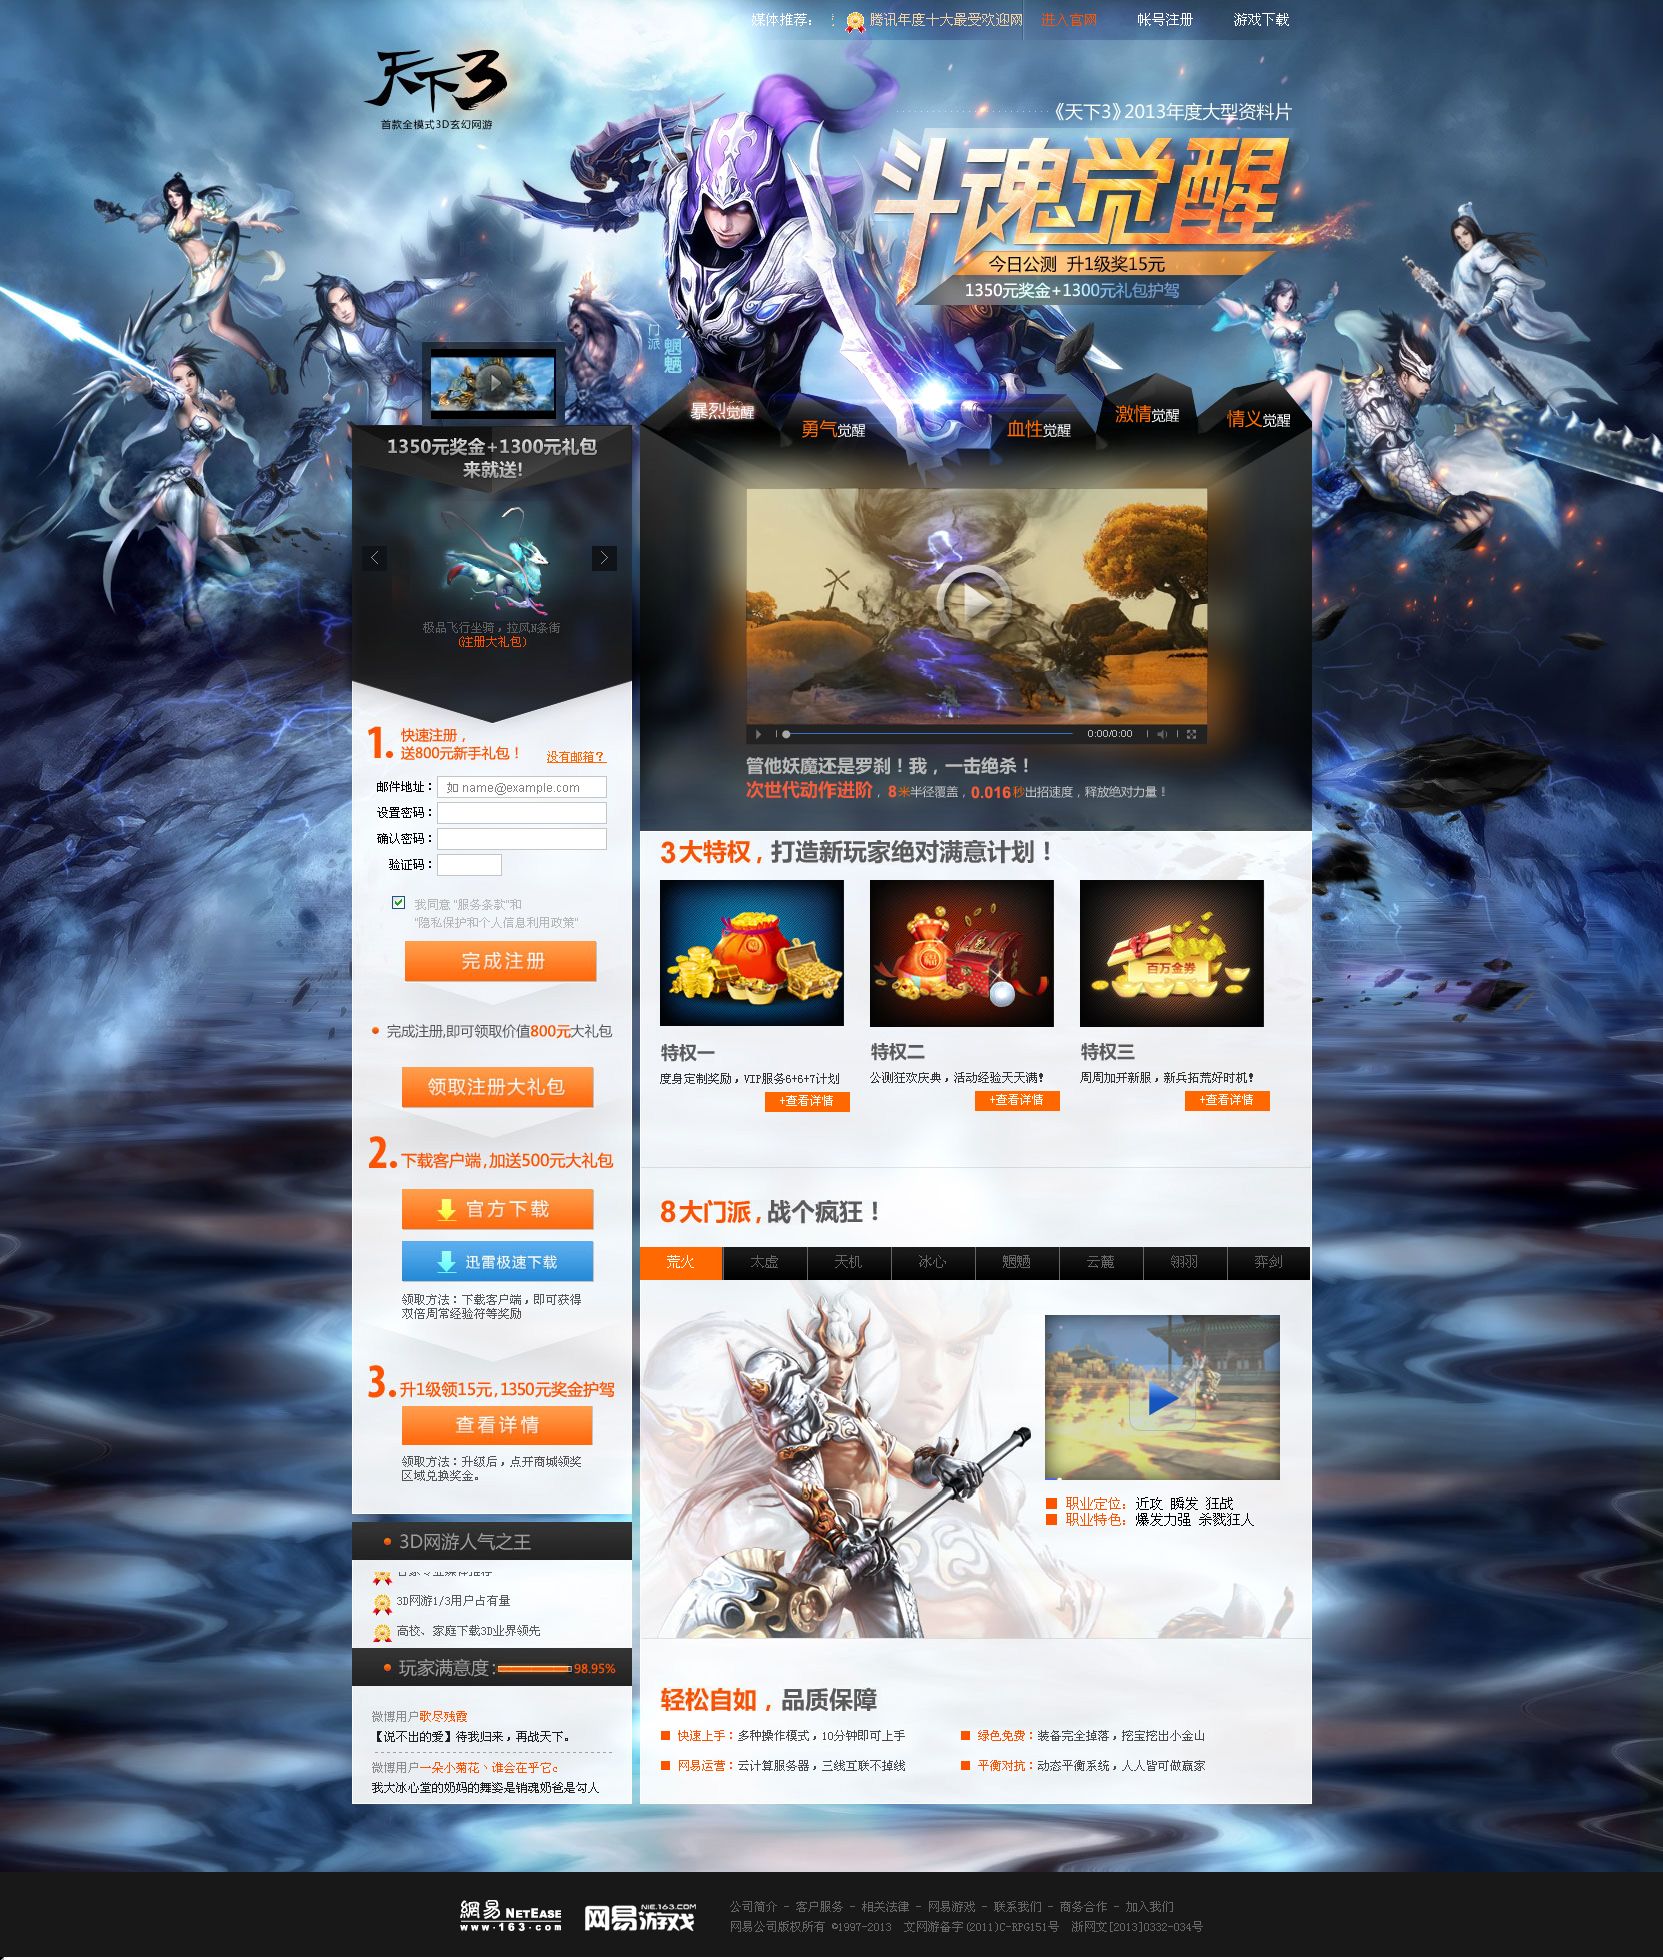 媒体推荐：
腾讯年度十大最受欢迎网
进入官网
帐号注册
游戏下载
天下3
首款全模式3D玄幻网游
《天下3》2013年度大型资料片
斗魂觉醒
今日公测 升1级奖15元
1350元奖金+1300元礼包护驾
门派
魍魉
暴烈觉醒
勇气觉醒
血性觉醒
激情觉醒
情义觉醒
1350元奖金+1300元礼包
来就送!
极品飞行坐骑，拉风N条街
(注册大礼包)
0:00/0:00
管他妖魔还是罗刹！我，一击绝杀！
次世代动作进阶，8米半径覆盖，0.016秒出招速度，释放绝对力量！
1.
快速注册，
送800元新手礼包！
没有邮箱？
邮件地址：
如 name@example.com
设置密码：
确认密码：
验证码：
我同意 "服务条款"和
"隐私保护和个人信息利用政策"
完成注册
完成注册,即可领取价值800元大礼包
领取注册大礼包
2. 下载客户端,加送500元大礼包
官方下载
迅雷极速下载
领取方法：下载客户端，即可获得
双倍周常经验符等奖励
3. 升1级领15元,1350元奖金护驾
查看详情
领取方法：升级后，点开商城领奖
区域兑换奖金。
3D网游人气之王
3D网游1/3用户占有量
高校、家庭下载3D业界领先
玩家满意度: 98.95%
微博用户歌尽残霞
【说不出的爱】待我归来，再战天下。
微博用户一朵小菊花丶谁会在乎它c
我大冰心堂的奶妈的舞姿是销魂奶爸是勾人
3大特权，打造新玩家绝对满意计划！
百万金券
特权一
度身定制奖励，VIP服务6+6+7计划
+查看详情
特权二
公测狂欢庆典，活动经验天天满！
+查看详情
特权三
周周加开新服，新兵拓荒好时机！
+查看详情
8大门派，战个疯狂！
荒火
太虚
天机
冰心
魍魉
云麓
翎羽
弈剑
职业定位：近攻 瞬发 狂战
职业特色：爆发力强 杀戮狂人
轻松自如，品质保障
快速上手：多种操作模式，10分钟即可上手
绿色免费：装备完全掉落，挖宝挖出小金山
网易运营：云计算服务器，三线互联不掉线
平衡对抗：动态平衡系统，人人皆可做赢家
網易 NETEASE
www.163.com
NIE.163.COM
网易游戏
公司简介 - 客户服务 - 相关法律 - 网易游戏 - 联系我们 - 商务合作 - 加入我们
网易公司版权所有 ©1997-2013 文网游备字(2011)C-RPG151号 浙网文[2013]0332-034号